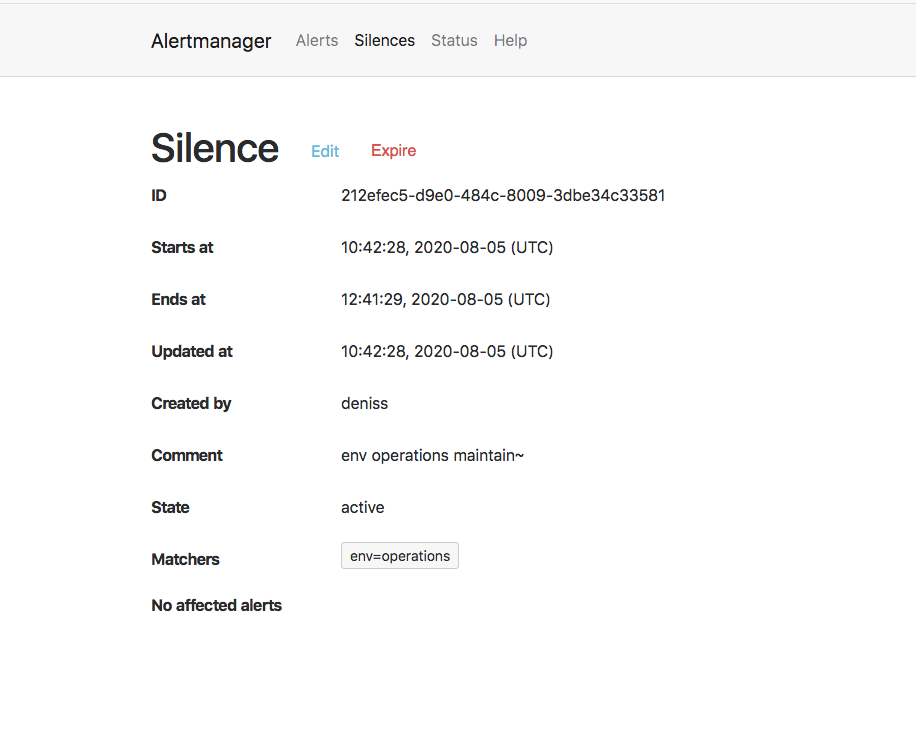 Alertmanager Alerts Silences Status Help
Silence Edit Expire
ID 212efec5-d9e0-484c-8009-3dbe34c33581
Starts at 10:42:28, 2020-08-05 (UTC)
Ends at 12:41:29, 2020-08-05 (UTC)
Updated at 10:42:28, 2020-08-05 (UTC)
Created by deniss
Comment env operations maintain~
State active
Matchers env=operations
No affected alerts